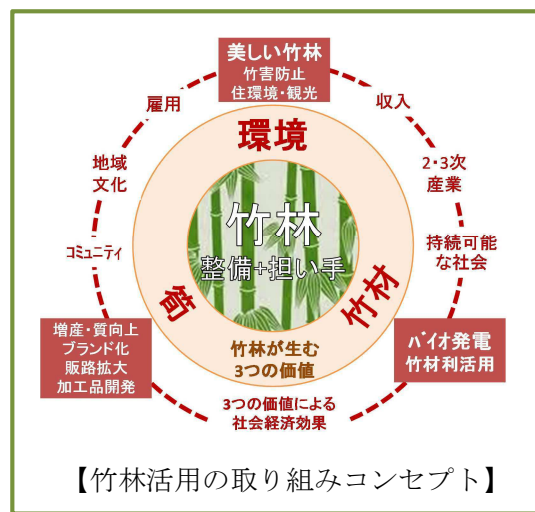 美しい竹林
竹害防止
住環境・観光
雇用
収入
環境
地域
文化
2・3次
産業
竹林
整備+担い手
コミュニティ
持続可能
な社会
筍
竹材
増産・質向上
ブランド化
販路拡大
加工品開発
竹林が生む
3つの価値
バイオ発電
竹材利活用
3つの価値による
社会経済効果
【竹林活用の取り組みコンセプト】